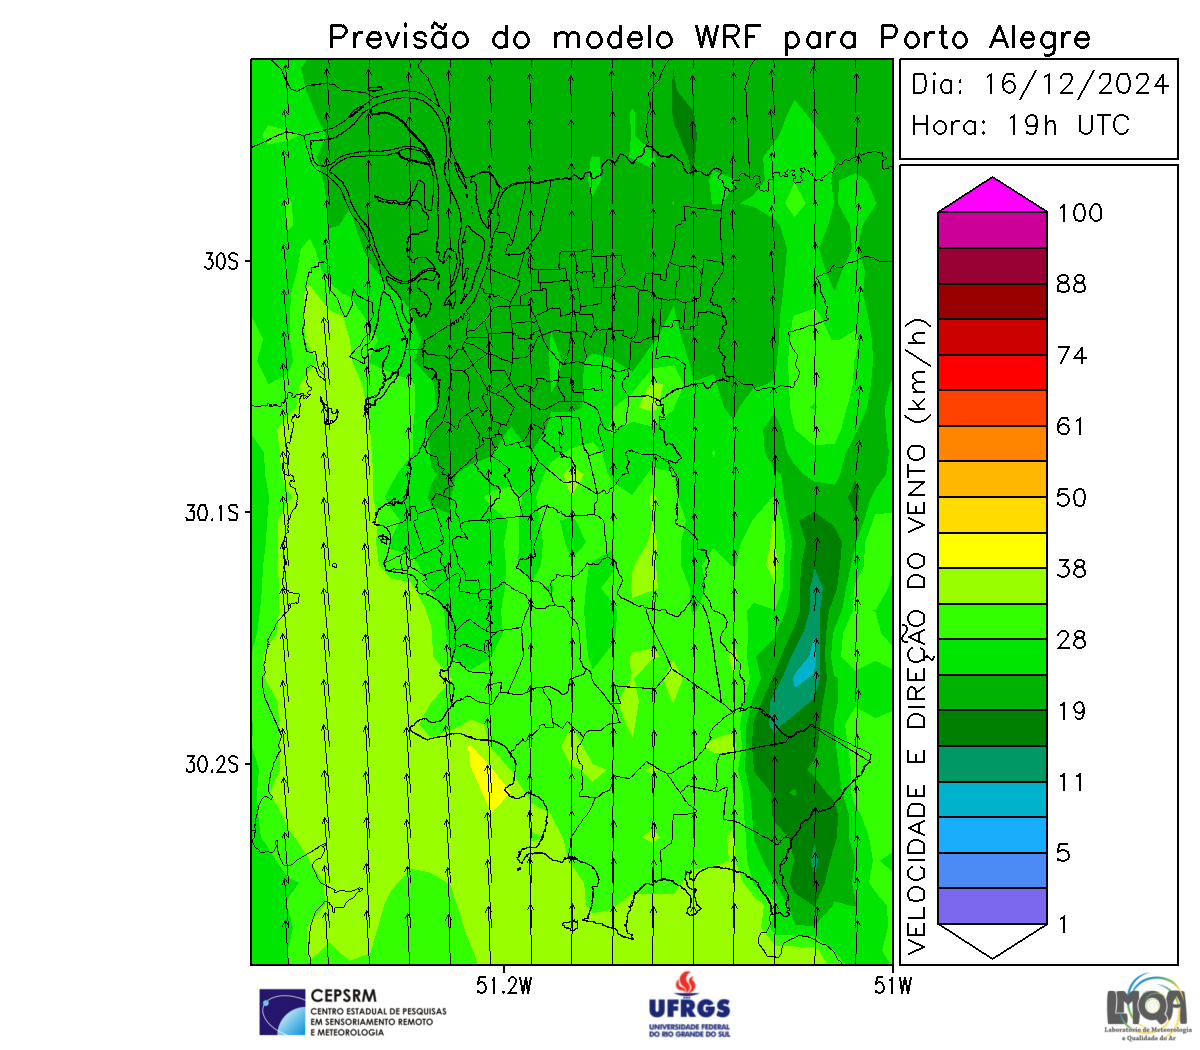 Previsão do modelo WRF para Porto Alegre
Dia: 16/12/2024
Hora: 19h UTC
100
88
74
61
50
38
28
19
11
5
1
VELOCIDADE E DIREÇÃO DO VENTO (km/h)
30S
30.1S
30.2S
51.2W
51W
CEPSRM
CENTRO ESTADUAL DE PESQUISAS
EM SENSORIAMENTO REMOTO
E METEOROLOGIA
UFRGS
UNIVERSIDADE FEDERAL
DO RIO GRANDE DO SUL
LMQA
Laboratório de Meteorologia
e Qualidade do Ar